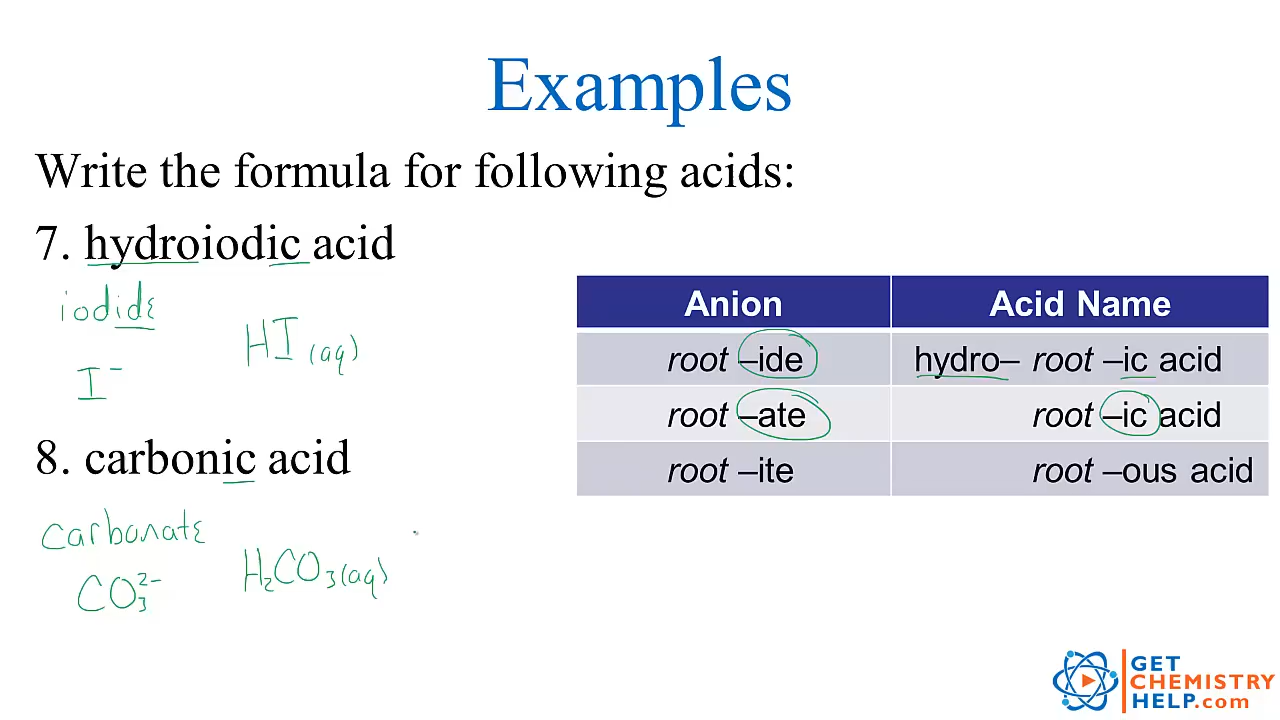 Examples
Write the formula for following acids:
7. hydroiodic acid
iodide
I⁻
HI (aq)
8. carbonic acid
carbonate
CO₃²⁻
H₂CO₃(aq)
Anion Acid Name
root –ide hydro– root –ic acid
root –ate root –ic acid
root –ite root –ous acid
GET
CHEMISTRY
HELP.com